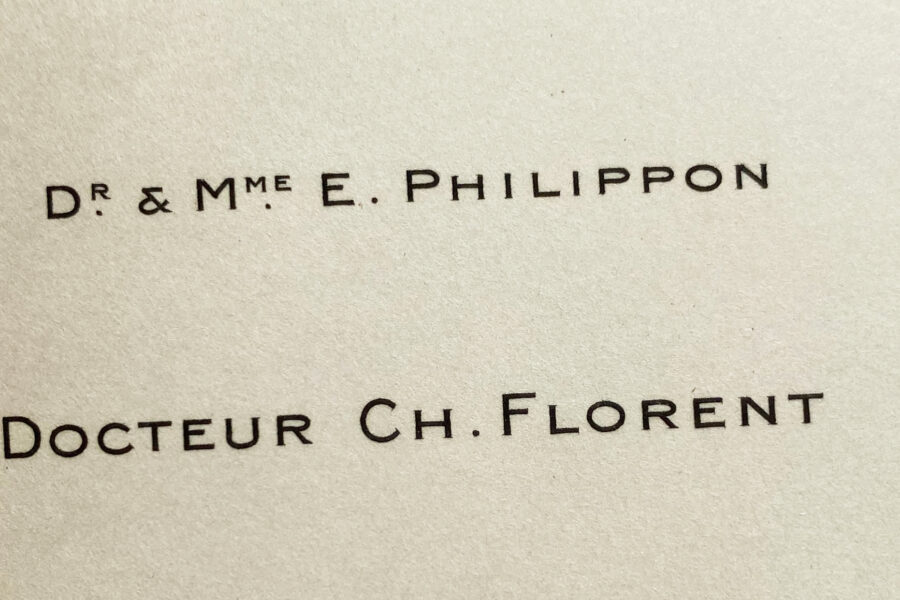 Dr. & Mme. E. Philippon
Docteur Ch. Florent